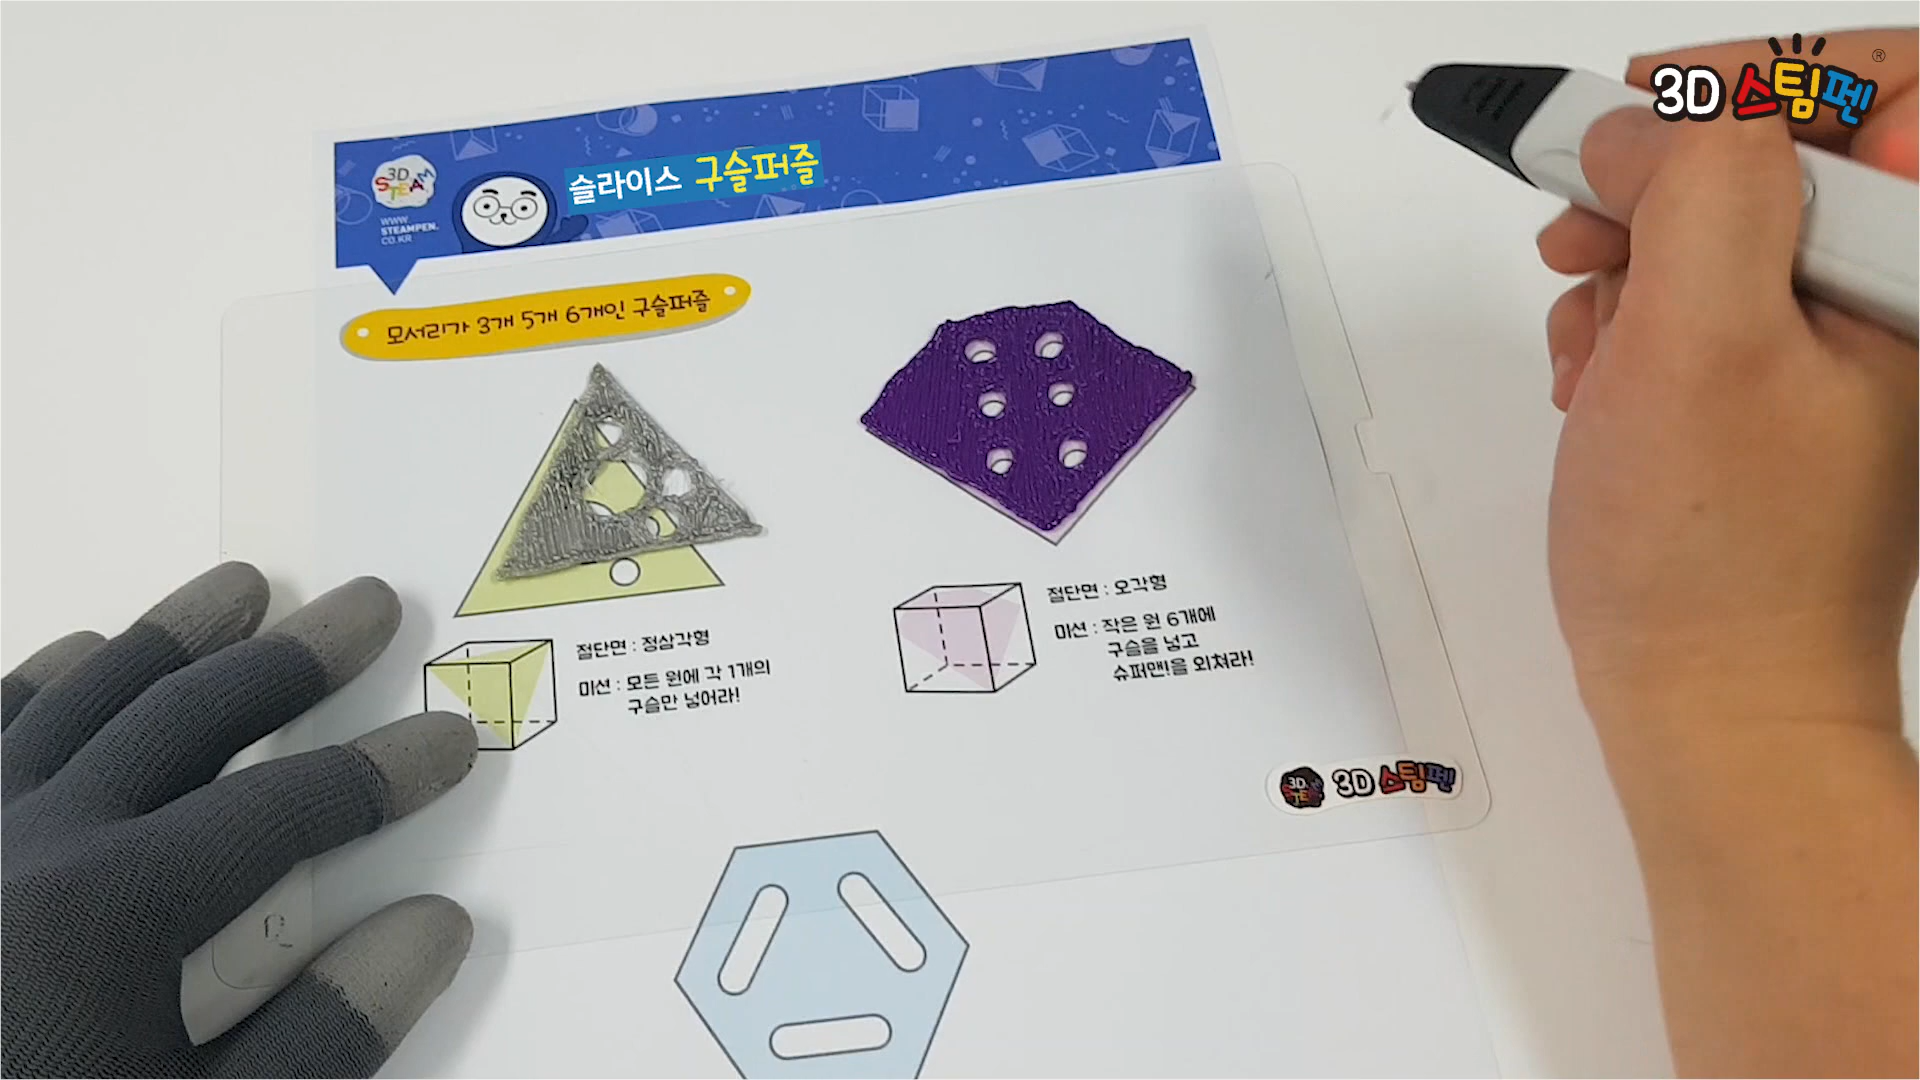 3D 스팀펜 ®
3D
STEAM
WWW.
STEAMPEN.
CO.KR
슬라이스 구슬퍼즐
모서리가 3개 5개 6개인 구슬퍼즐
절단면 : 정삼각형
미션 : 모든 원에 각 1개의
구슬만 넣어라!
절단면 : 오각형
미션 : 작은 원 6개에
구슬을 넣고
슈퍼맨!을 외쳐라!
3D
STEAM
3D 스팀펜